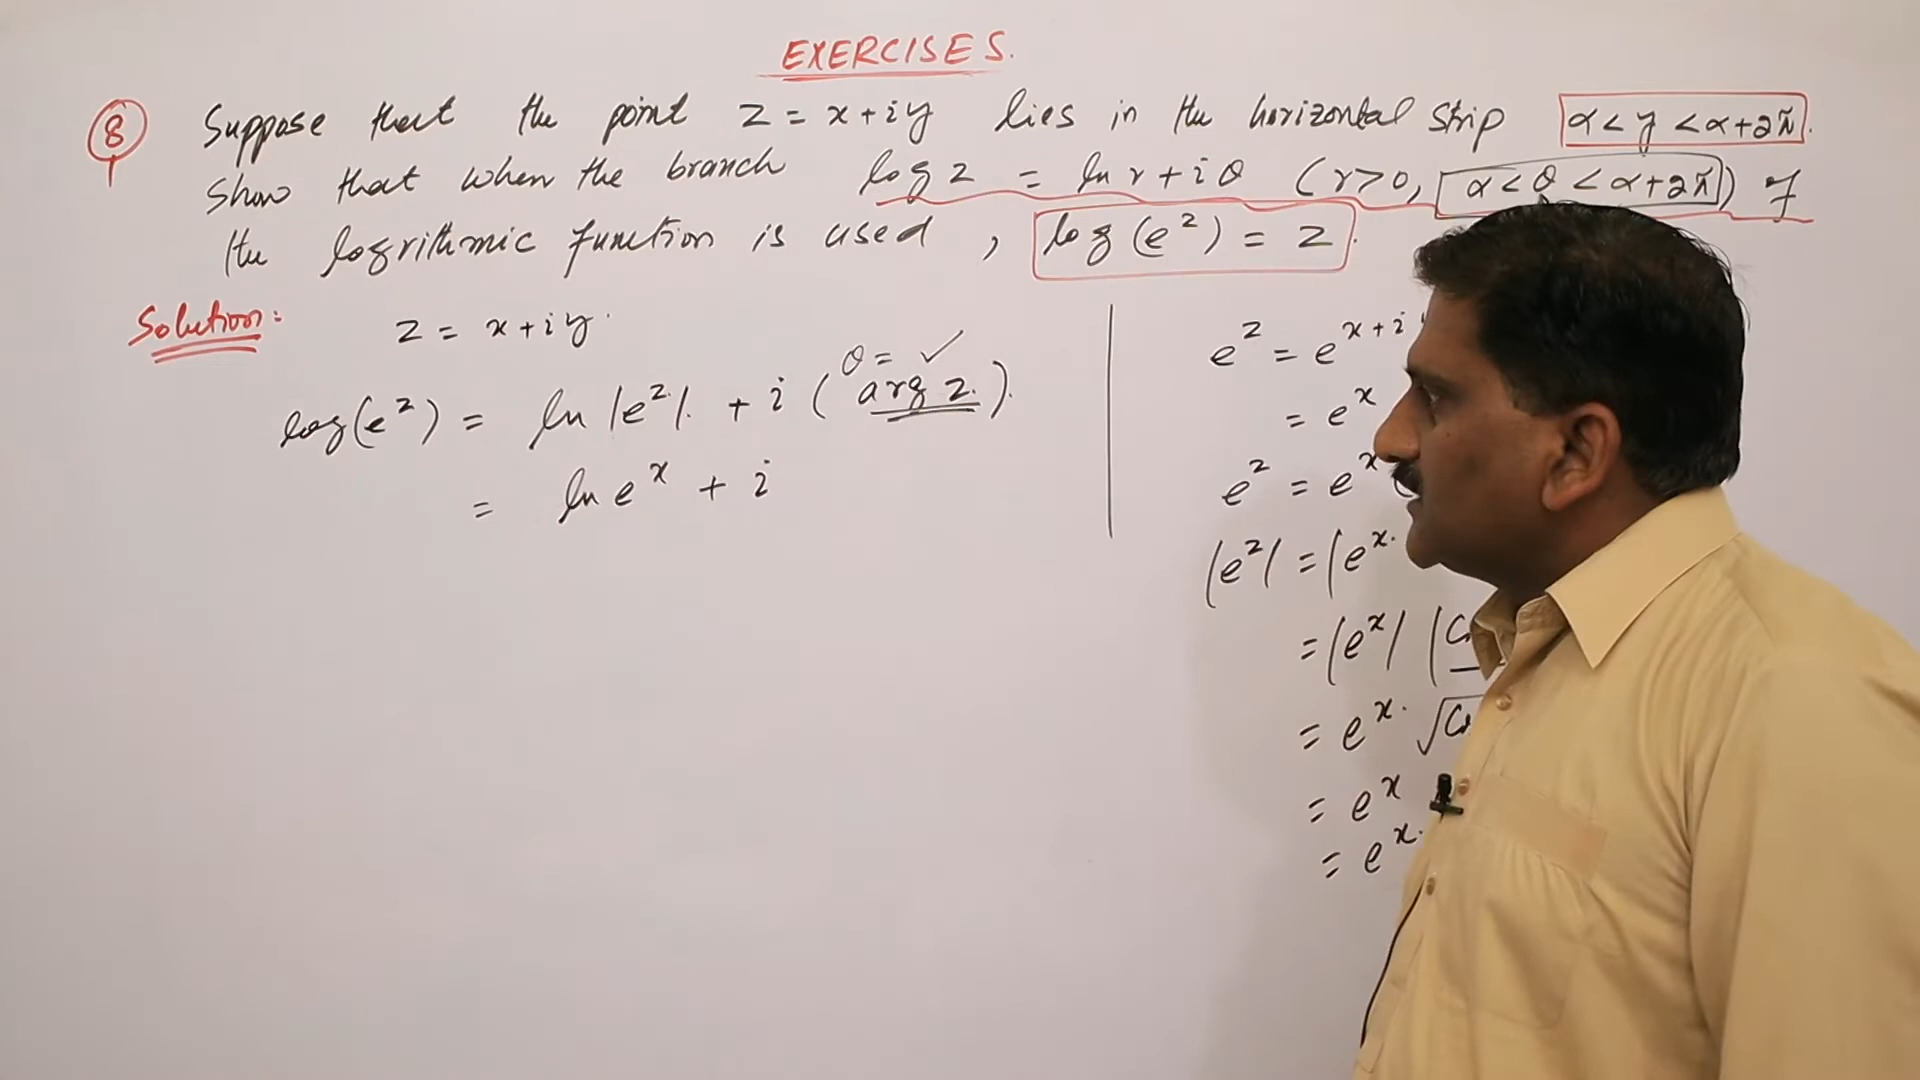 EXERCISES.
8 Suppose that the point z = x+iy lies in the horizontal strip α<y<α+2π.
Show that when the branch log z = ln r + iθ (r>0, α<θ<α+2π) of
the logrithmic function is used, log(e^z) = z.
Solution:
z = x+iy.
θ = ✓
log(e^z) = ln|e^z|. + i (arg z.).
= ln e^x + i
e^z = e^x+i
= e^x
e^z = e^x (
|e^z| = |e^x.
= |e^x| |
= e^x. √
= e^x
= e^x.